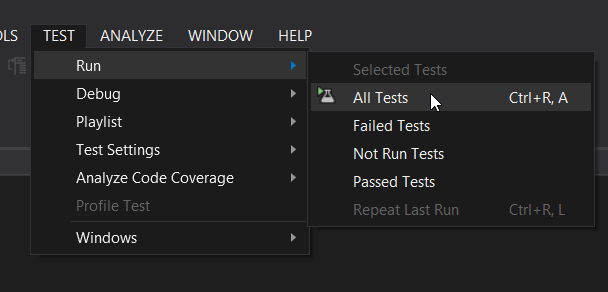 OLS TEST ANALYZE WINDOW HELP
Run
Debug
Playlist
Test Settings
Analyze Code Coverage
Profile Test
Windows
Selected Tests
All Tests Ctrl+R, A
Failed Tests
Not Run Tests
Passed Tests
Repeat Last Run Ctrl+R, L